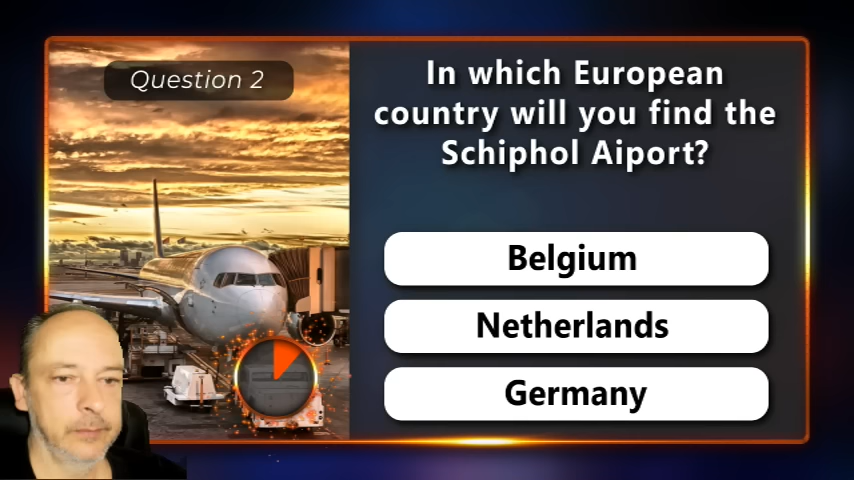 Question 2
In which European
country will you find the
Schiphol Aiport?
Belgium
Netherlands
Germany